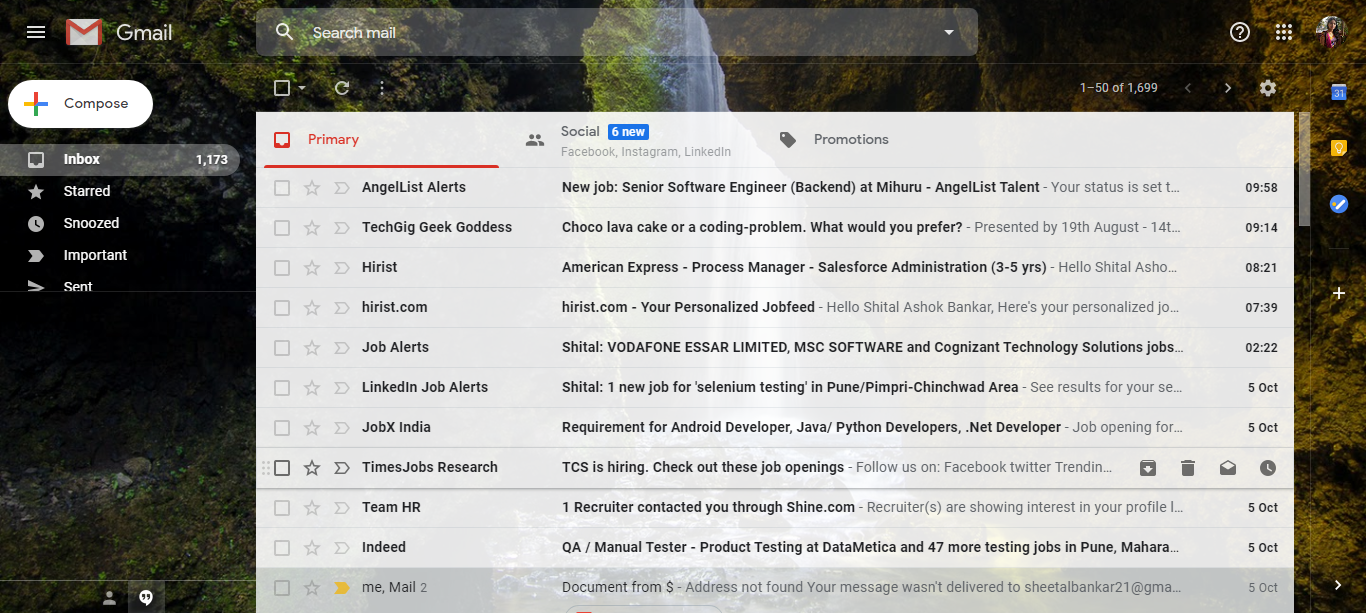 Gmail
Search mail
Compose
1–50 of 1,699
31
Primary
Social 6 new
Facebook, Instagram, LinkedIn
Promotions
Inbox 1,173
Starred
Snoozed
Important
Sent
AngelList Alerts New job: Senior Software Engineer (Backend) at Mihuru - AngelList Talent - Your status is set t… 09:58
TechGig Geek Goddess Choco lava cake or a coding-problem. What would you prefer? - Presented by 19th August - 14t… 09:14
Hirist American Express - Process Manager - Salesforce Administration (3-5 yrs) - Hello Shital Asho… 08:21
hirist.com hirist.com - Your Personalized Jobfeed - Hello Shital Ashok Bankar, Here's your personalized jo… 07:39
Job Alerts Shital: VODAFONE ESSAR LIMITED, MSC SOFTWARE and Cognizant Technology Solutions jobs… 02:22
LinkedIn Job Alerts Shital: 1 new job for 'selenium testing' in Pune/Pimpri-Chinchwad Area - See results for your se… 5 Oct
JobX India Requirement for Android Developer, Java/ Python Developers, .Net Developer - Job opening for… 5 Oct
TimesJobs Research TCS is hiring. Check out these job openings - Follow us on: Facebook twitter Trendin…
Team HR 1 Recruiter contacted you through Shine.com - Recruiter(s) are showing interest in your profile l… 5 Oct
Indeed QA / Manual Tester - Product Testing at DataMetica and 47 more testing jobs in Pune, Mahara… 5 Oct
me, Mail 2 Document from $ - Address not found Your message wasn't delivered to sheetalbankar21@gma… 5 Oct